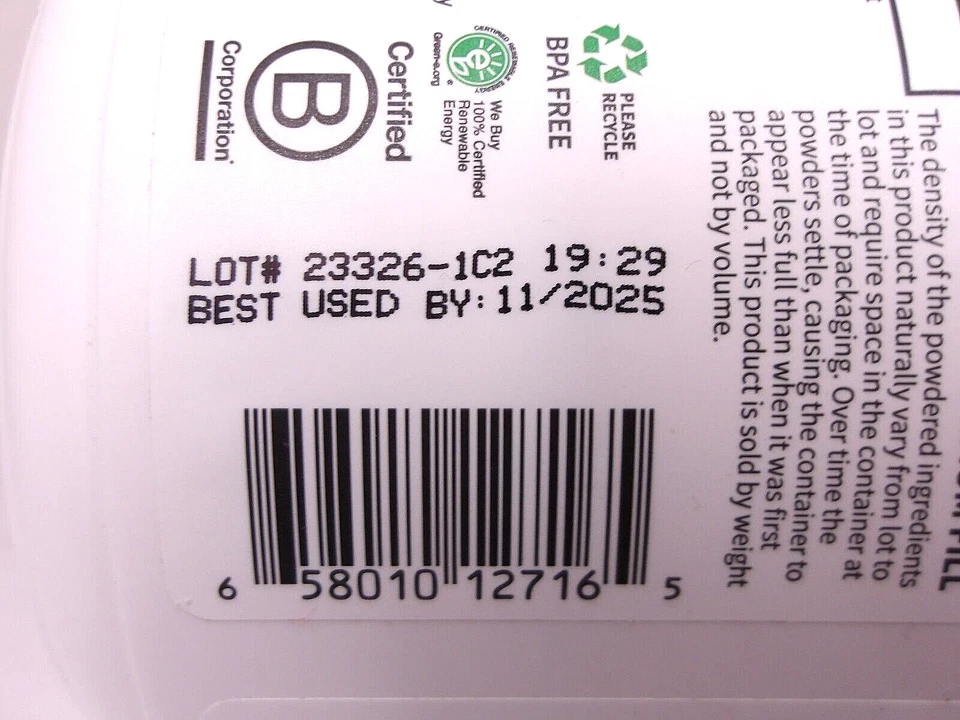 Certified
B
Corporation
Green-e.org
We Buy
100% Certified
Renewable
Energy
BPA FREE
PLEASE
RECYCLE
LOT# 23326-1C2 19:29
BEST USED BY: 11/2025
6 58010 12716 5
The density of the powdered ingredients
in this product naturally vary from lot to
lot and require space in the container at
the time of packaging. Over time the
powders settle, causing the container to
appear less full than when it was first
packaged. This product is sold by weight
and not by volume.